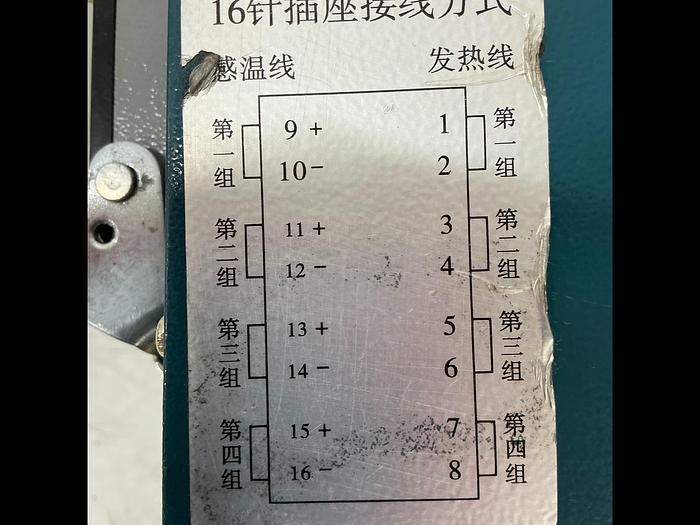 16针插座接线方式
感温线 发热线
第一组 9 + 1 第一组
10 - 2
第二组 11 + 3 第二组
12 - 4
第三组 13 + 5 第三组
14 - 6
第四组 15 + 7 第四组
16 - 8